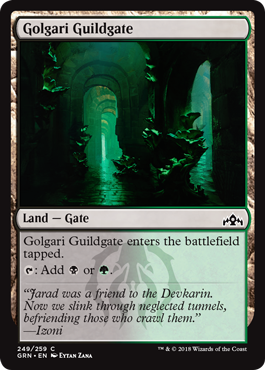 Golgari Guildgate
Land — Gate
Golgari Guildgate enters the battlefield
tapped.
: Add or .
"Jarad was a friend to the Devkarin.
Now we slink through neglected tunnels,
befriending those who crawl them."
—Izoni
249/259 C
GRN • EN EYTAN ZANA
™ & © 2018 Wizards of the Coast